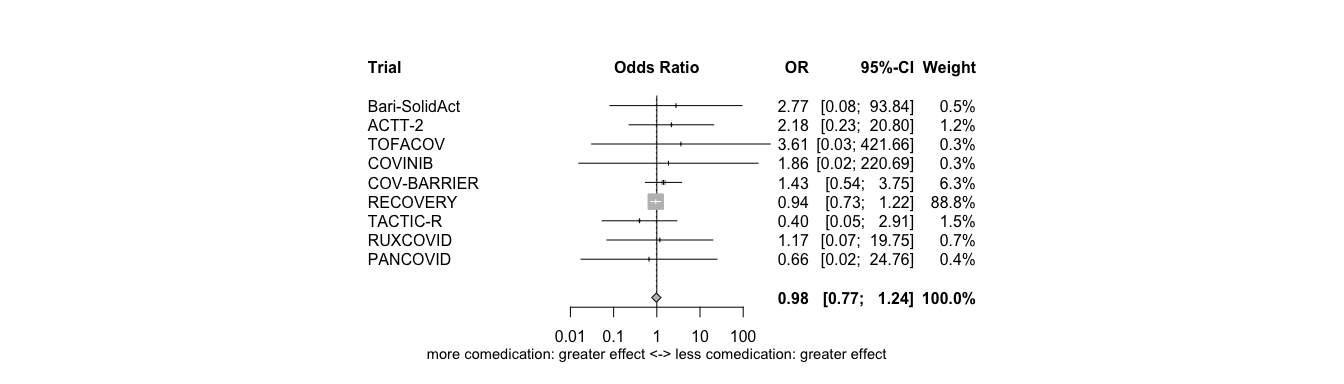 Trial Odds Ratio OR 95%-CI Weight
Bari-SolidAct 2.77 [0.08; 93.84] 0.5%
ACTT-2 2.18 [0.23; 20.80] 1.2%
TOFACOV 3.61 [0.03; 421.66] 0.3%
COVINIB 1.86 [0.02; 220.69] 0.3%
COV-BARRIER 1.43 [0.54; 3.75] 6.3%
RECOVERY 0.94 [0.73; 1.22] 88.8%
TACTIC-R 0.40 [0.05; 2.91] 1.5%
RUXCOVID 1.17 [0.07; 19.75] 0.7%
PANCOVID 0.66 [0.02; 24.76] 0.4%
0.98 [0.77; 1.24] 100.0%
0.01 0.1 1 10 100
more comedication: greater effect <-> less comedication: greater effect